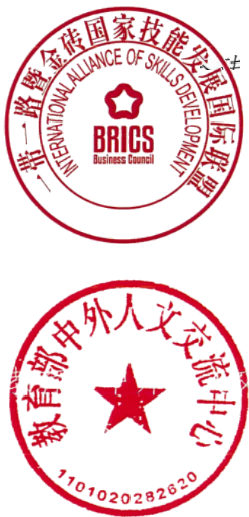 一带一路暨金砖国家技能发展国际联盟
INTERNATIONAL ALLIANCE OF SKILLS DEVELOPMENT
BRICS
Business Council
教育部中外人文交流中心
1101020282620